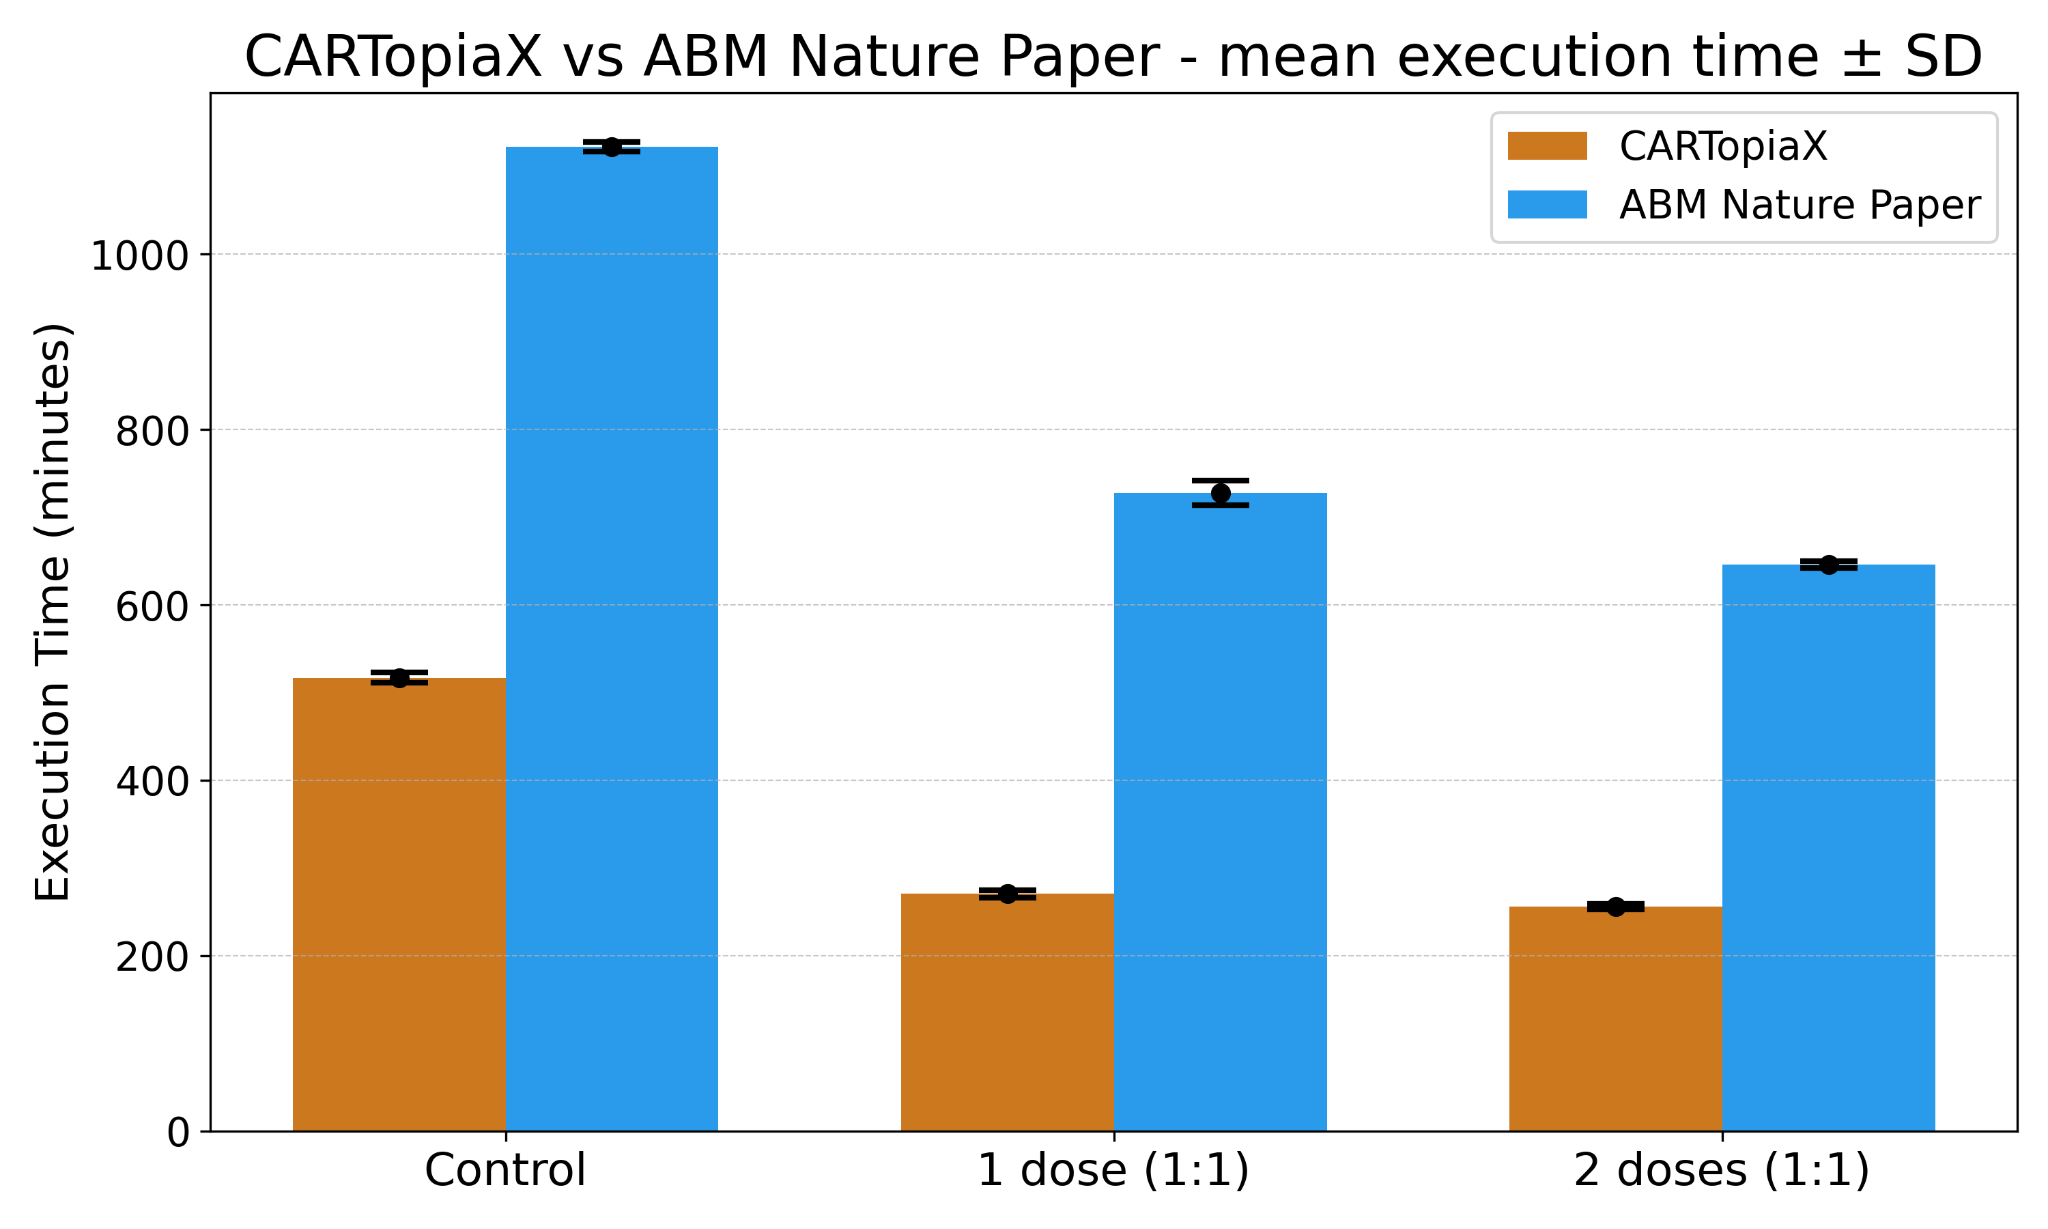 CARTopiaX vs ABM Nature Paper - mean execution time ± SD
CARTopiaX
ABM Nature Paper
Execution Time (minutes)
1000
800
600
400
200
0
Control
1 dose (1:1)
2 doses (1:1)